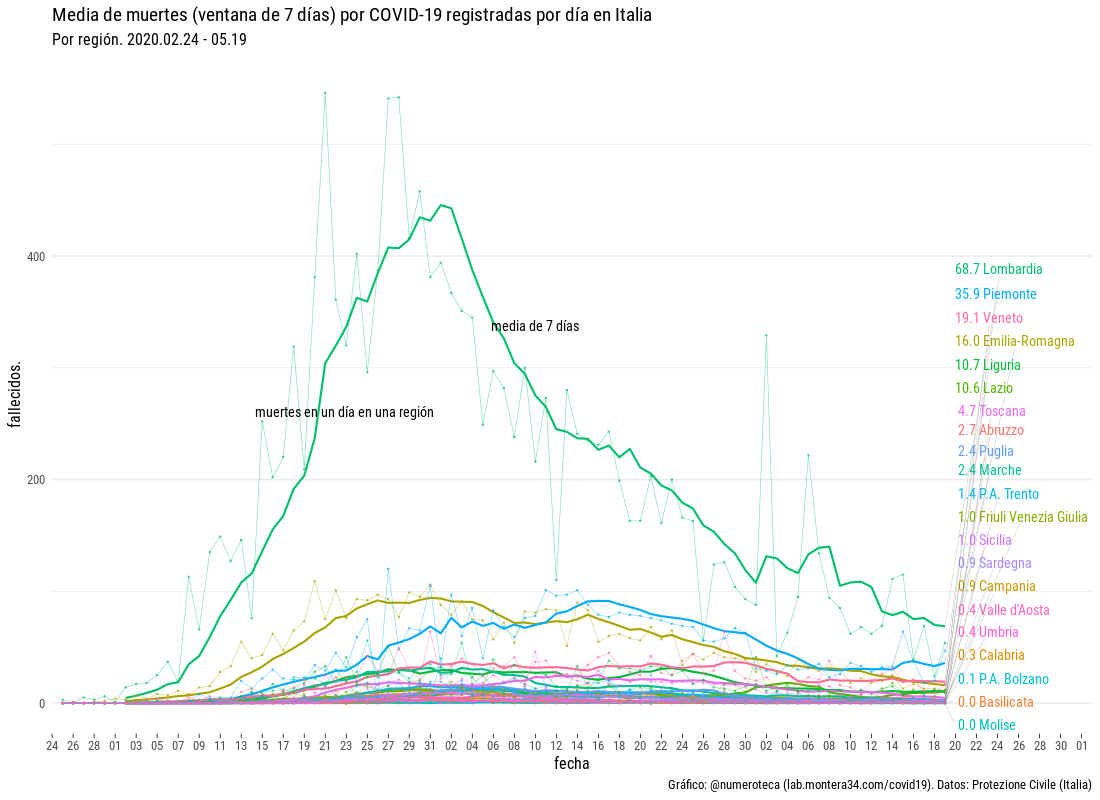 Media de muertes (ventana de 7 días) por COVID-19 registradas por día en Italia
Por región. 2020.02.24 - 05.19
fallecidos.
400
200
0
media de 7 días
muertes en un día en una región
68.7 Lombardia
35.9 Piemonte
19.1 Veneto
16.0 Emilia-Romagna
10.7 Liguria
10.6 Lazio
4.7 Toscana
2.7 Abruzzo
2.4 Puglia
2.4 Marche
1.4 P.A. Trento
1.0 Friuli Venezia Giulia
1.0 Sicilia
0.9 Sardegna
0.9 Campania
0.4 Valle d'Aosta
0.4 Umbria
0.3 Calabria
0.1 P.A. Bolzano
0.0 Basilicata
0.0 Molise
24 26 28 01 03 05 07 09 11 13 15 17 19 21 23 25 27 29 31 02 04 06 08 10 12 14 16 18 20 22 24 26 28 30 02 04 06 08 10 12 14 16 18 20 22 24 26 28 30 01
fecha
Gráfico: @numeroteca (lab.montera34.com/covid19). Datos: Protezione Civile (Italia)